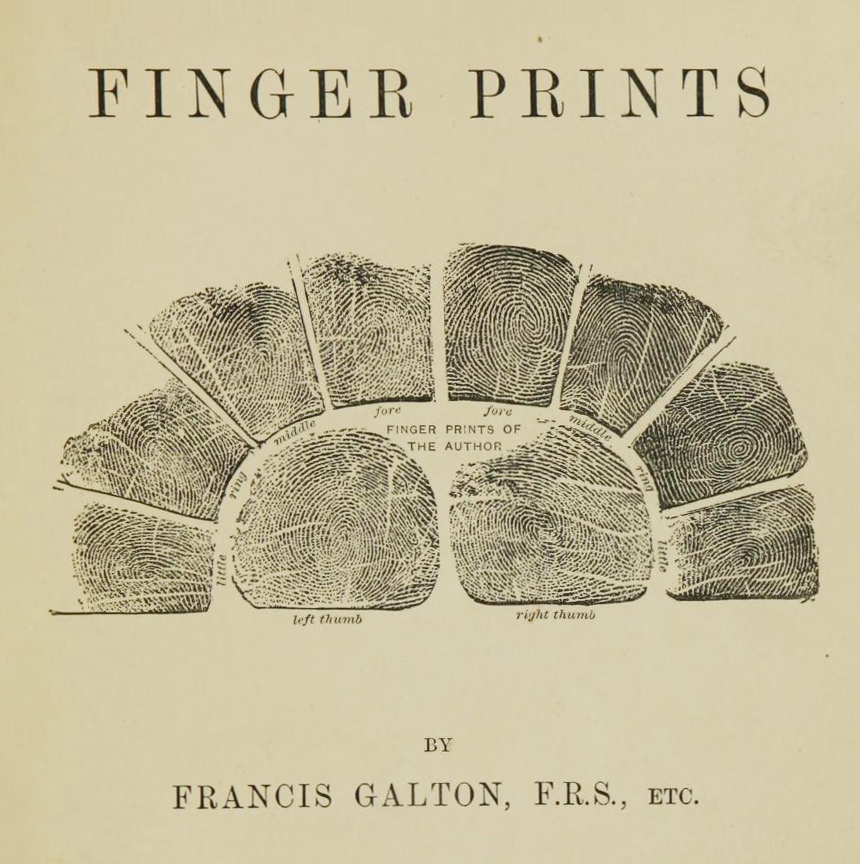 FINGER PRINTS
fore fore
middle middle
FINGER PRINTS OF
THE AUTHOR
ring ring
little little
left thumb right thumb
BY
FRANCIS GALTON, F.R.S., ETC.